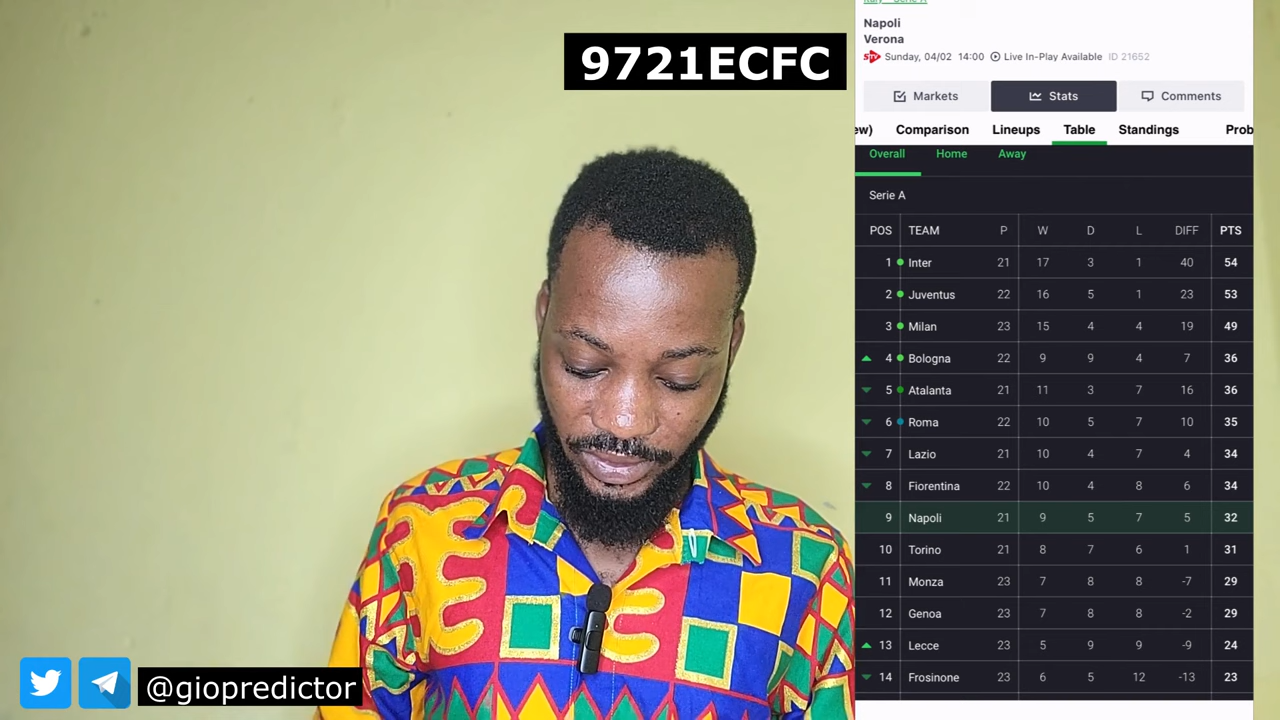 9721ECFC
@giopredictor
Italy - Serie A
Napoli
Verona
Sunday, 04/02 14:00 Live In-Play Available ID 21652
Markets Stats Comments
ew) Comparison Lineups Table Standings Prob
Overall Home Away
Serie A
POS TEAM P W D L DIFF PTS
1 Inter 21 17 3 1 40 54
2 Juventus 22 16 5 1 23 53
3 Milan 23 15 4 4 19 49
4 Bologna 22 9 9 4 7 36
5 Atalanta 21 11 3 7 16 36
6 Roma 22 10 5 7 10 35
7 Lazio 21 10 4 7 4 34
8 Fiorentina 22 10 4 8 6 34
9 Napoli 21 9 5 7 5 32
10 Torino 21 8 7 6 1 31
11 Monza 23 7 8 8 -7 29
12 Genoa 23 7 8 8 -2 29
13 Lecce 23 5 9 9 -9 24
14 Frosinone 23 6 5 12 -13 23